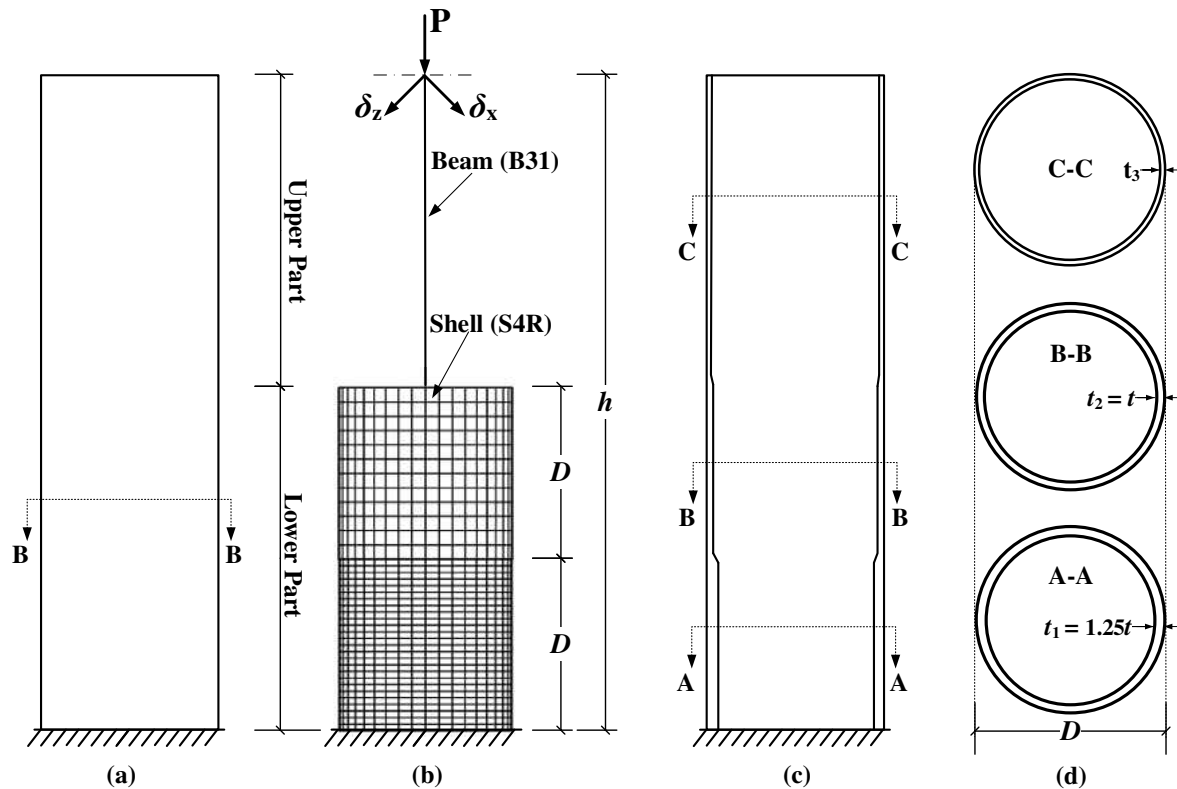 P
δz
δx
Beam (B31)
Upper Part
Shell (S4R)
Lower Part
h
D
D
B
B
C
C
B
B
A
A
C-C
t3
B-B
t2 = t
A-A
t1 = 1.25t
D
(a)
(b)
(c)
(d)